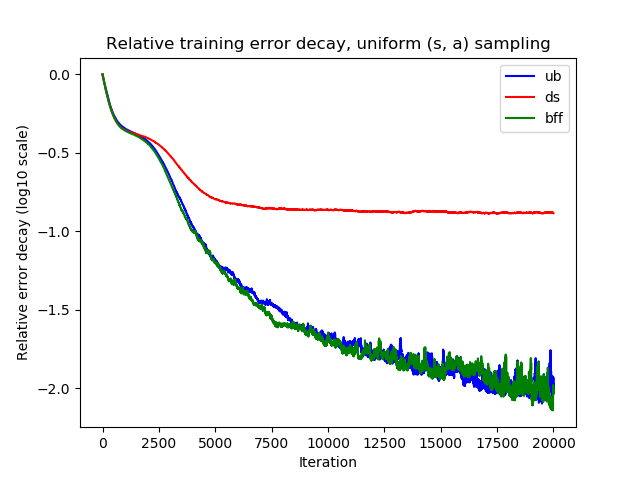 Relative training error decay, uniform (s, a) sampling
ub
ds
bff
Relative error decay (log10 scale)
0.0
−0.5
−1.0
−1.5
−2.0
0 2500 5000 7500 10000 12500 15000 17500 20000
Iteration